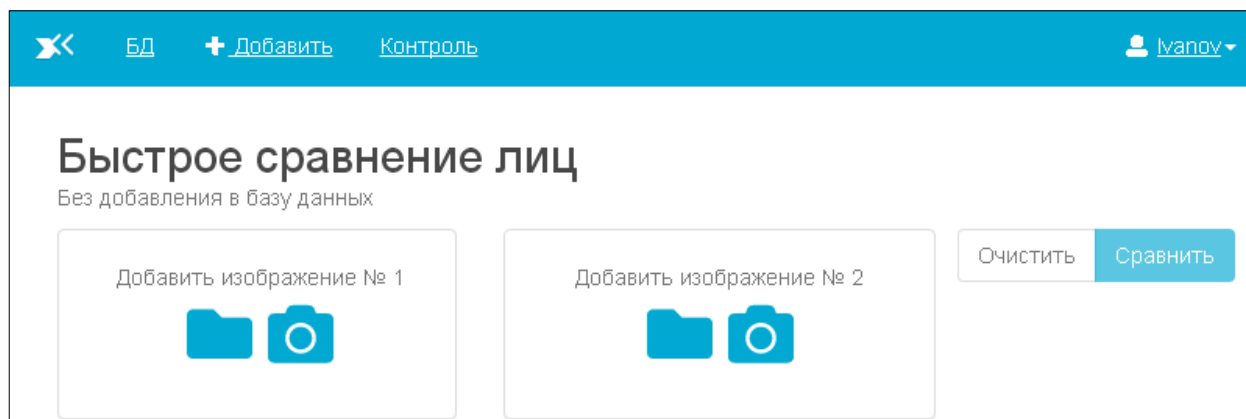 БД Добавить Контроль Ivanov
Быстрое сравнение лиц
Без добавления в базу данных
Добавить изображение № 1
Добавить изображение № 2
Очистить Сравнить